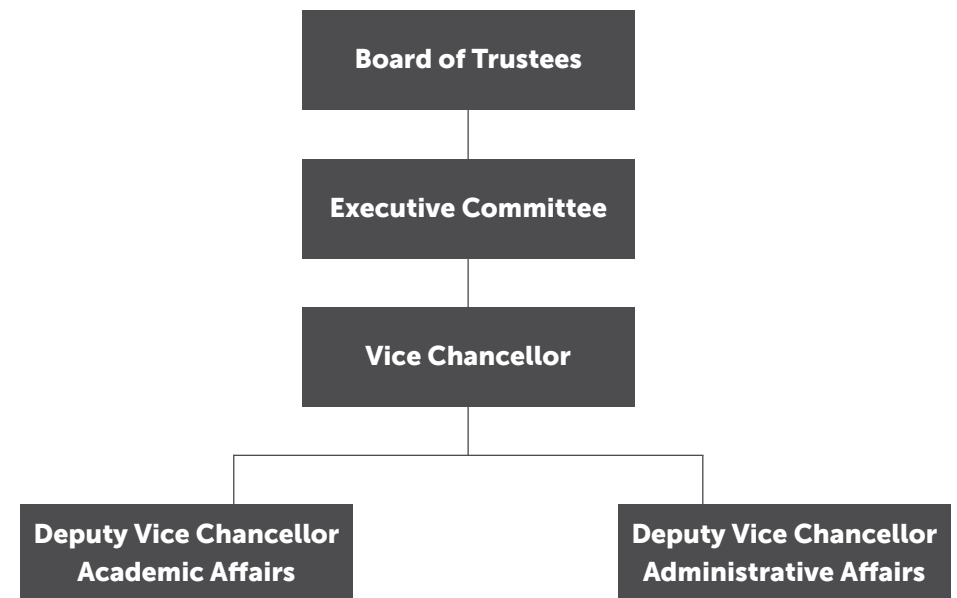 Board of Trustees
Executive Committee
Vice Chancellor
Deputy Vice Chancellor
Academic Affairs
Deputy Vice Chancellor
Administrative Affairs